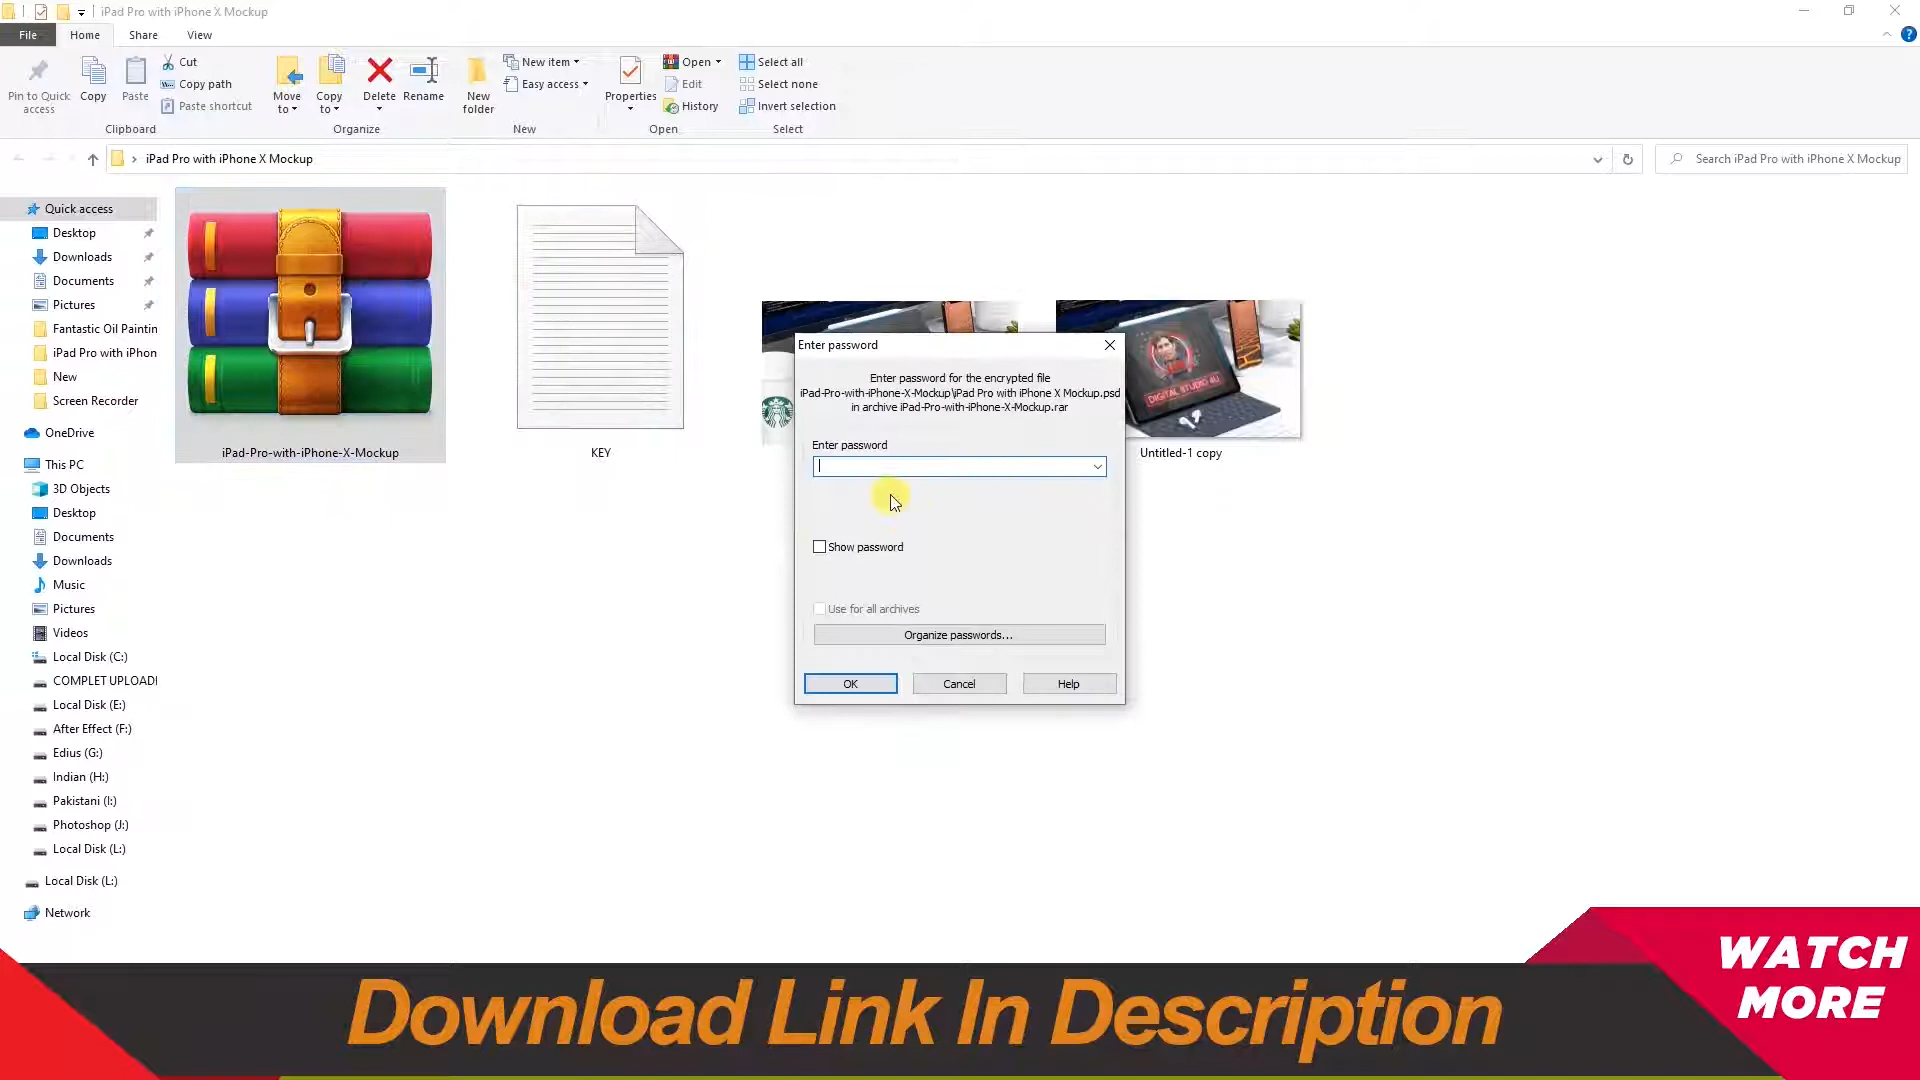 iPad Pro with iPhone X Mockup
File
Home
Share
View
Pin to Quick
access
Copy
Paste
Cut
Copy path
Paste shortcut
Clipboard
Move
to
Copy
to
Delete
Rename
Organize
New
folder
New item
Easy access
New
Properties
Open
Edit
History
Open
Select all
Select none
Invert selection
Select
iPad Pro with iPhone X Mockup
Search iPad Pro with iPhone X Mockup
Quick access
Desktop
Downloads
Documents
Pictures
Fantastic Oil Paintin
iPad Pro with iPhon
New
Screen Recorder
OneDrive
This PC
3D Objects
Desktop
Documents
Downloads
Music
Pictures
Videos
Local Disk (C:)
COMPLET UPLOAD!
Local Disk (E:)
After Effect (F:)
Edius (G:)
Indian (H:)
Pakistani (I:)
Photoshop (J:)
Local Disk (L:)
Local Disk (L:)
Network
iPad-Pro-with-iPhone-X-Mockup
KEY
DIGITAL STUDIO 4U
Untitled-1 copy
Enter password
Enter password for the encrypted file
iPad-Pro-with-iPhone-X-Mockup\iPad Pro with iPhone X Mockup.psd
in archive iPad-Pro-with-iPhone-X-Mockup.rar
Enter password
Show password
Use for all archives
Organize passwords...
OK
Cancel
Help
WATCH
MORE
Download Link In Description